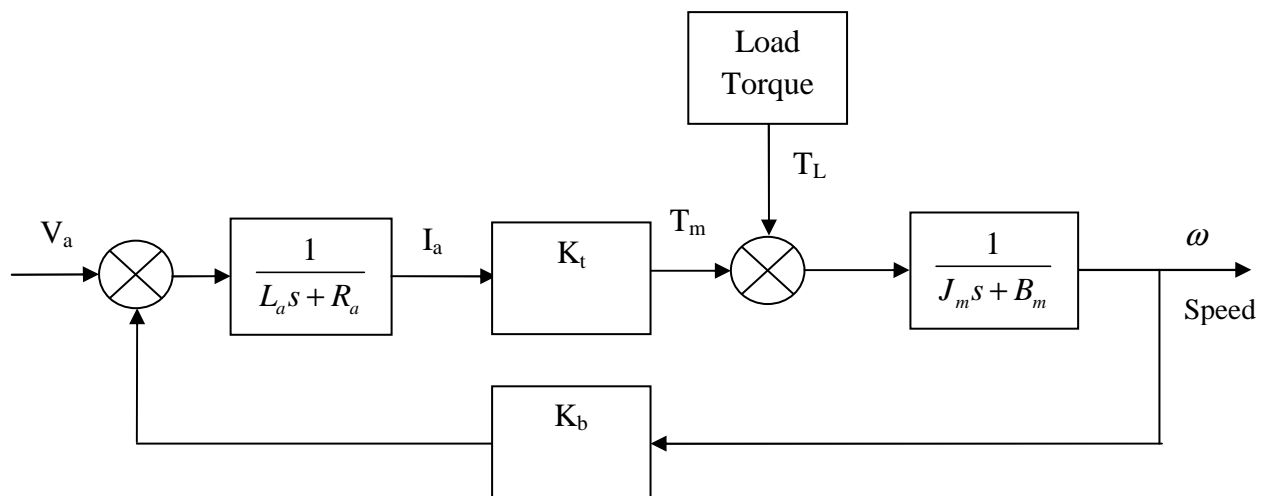 Load
Torque
T_L
V_a
1
L_a s + R_a
I_a
K_t
T_m
1
J_m s + B_m
ω
Speed
K_b